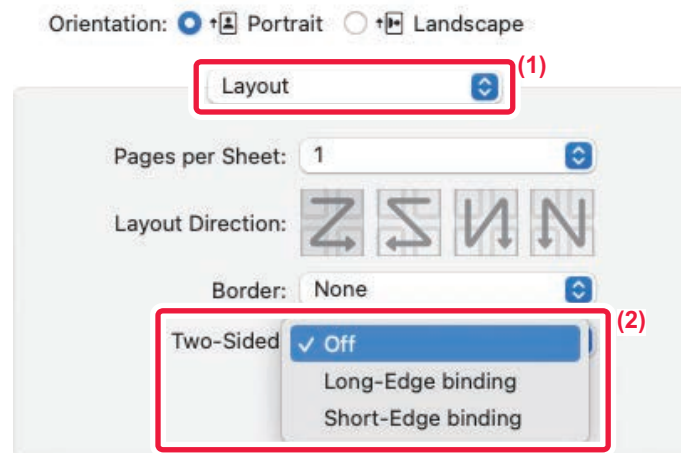 Orientation: Portrait Landscape
(1)
Layout
Pages per Sheet: 1
Layout Direction:
Border: None
(2)
Two-Sided ✓ Off
Long-Edge binding
Short-Edge binding